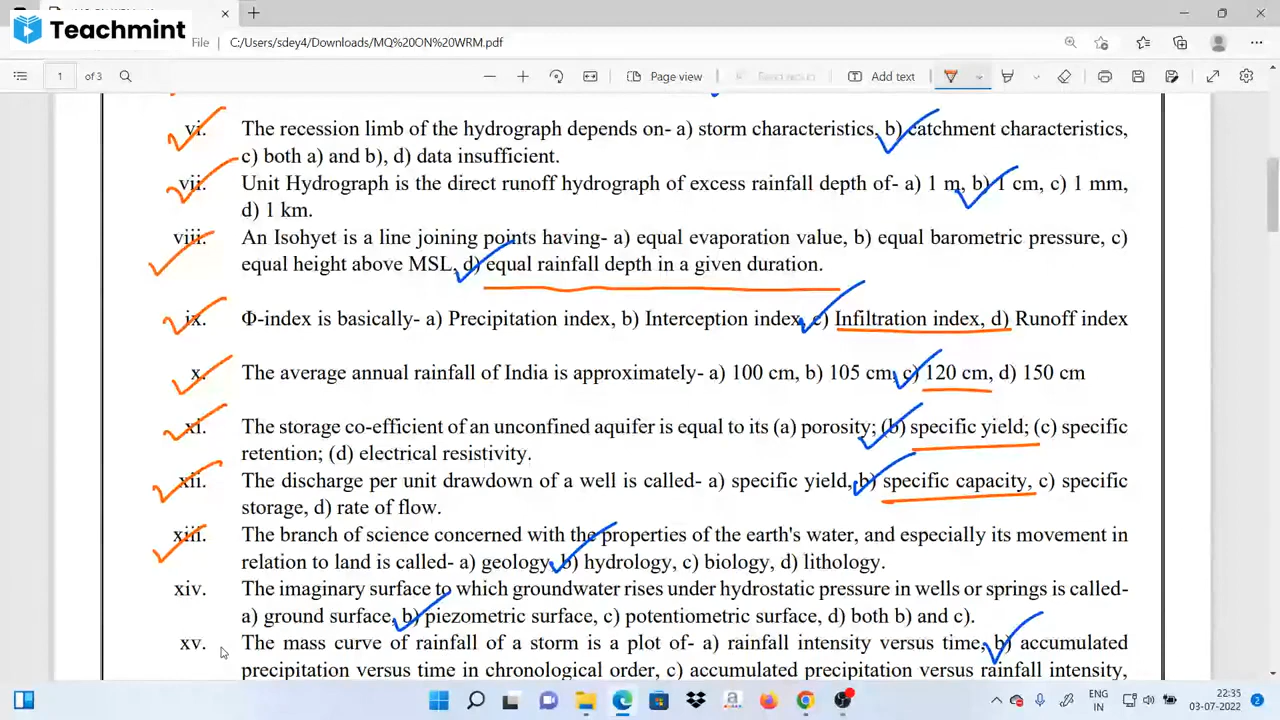 Teachmint
File C:/Users/sdey4/Downloads/MQ%20ON%20WRM.pdf
1 of 3 Page view Add text
vi. The recession limb of the hydrograph depends on- a) storm characteristics, b) catchment characteristics,
c) both a) and b), d) data insufficient.
vii. Unit Hydrograph is the direct runoff hydrograph of excess rainfall depth of- a) 1 m, b) 1 cm, c) 1 mm,
d) 1 km.
viii. An Isohyet is a line joining points having- a) equal evaporation value, b) equal barometric pressure, c)
equal height above MSL, d) equal rainfall depth in a given duration.
ix. Φ-index is basically- a) Precipitation index, b) Interception index, c) Infiltration index, d) Runoff index
x. The average annual rainfall of India is approximately- a) 100 cm, b) 105 cm, c) 120 cm, d) 150 cm
xi. The storage co-efficient of an unconfined aquifer is equal to its (a) porosity; (b) specific yield; (c) specific
retention; (d) electrical resistivity.
xii. The discharge per unit drawdown of a well is called- a) specific yield, b) specific capacity, c) specific
storage, d) rate of flow.
xiii. The branch of science concerned with the properties of the earth's water, and especially its movement in
relation to land is called- a) geology, b) hydrology, c) biology, d) lithology.
xiv. The imaginary surface to which groundwater rises under hydrostatic pressure in wells or springs is called-
a) ground surface, b) piezometric surface, c) potentiometric surface, d) both b) and c).
xv. The mass curve of rainfall of a storm is a plot of- a) rainfall intensity versus time, b) accumulated
precipitation versus time in chronological order, c) accumulated precipitation versus rainfall intensity,
ENG
IN
22:35
03-07-2022
2